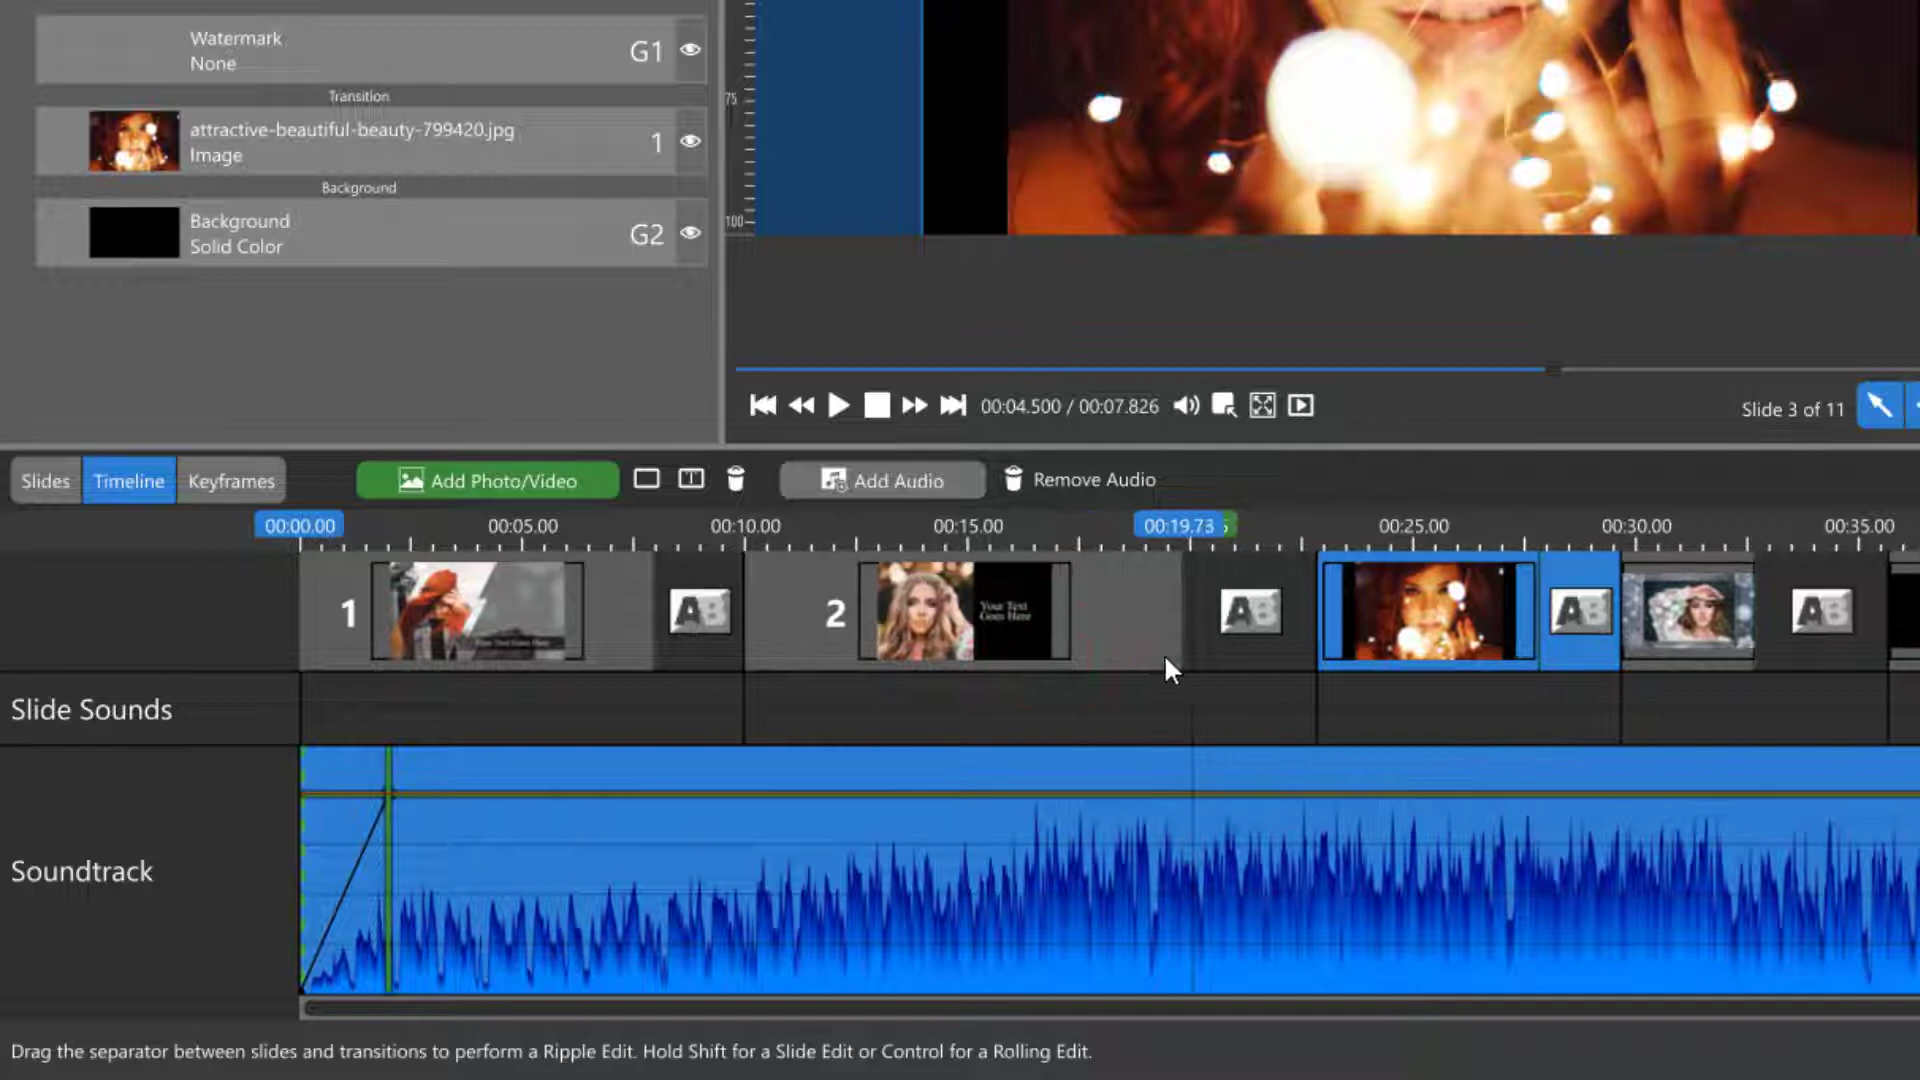 Watermark
None
G1
Transition
attractive-beautiful-beauty-799420.jpg
Image
1
Background
Background
Solid Color
G2
75
100
00:04.500 / 00:07.826
Slide 3 of 11
Slides
Timeline
Keyframes
Add Photo/Video
T
Add Audio
Remove Audio
00:00.00
00:05.00
00:10.00
00:15.00
00:19.73
00:25.00
00:30.00
00:35.00
1
AB
2
Your Text
Goes Here
AB
AB
AB
Slide Sounds
Soundtrack
Drag the separator between slides and transitions to perform a Ripple Edit. Hold Shift for a Slide Edit or Control for a Rolling Edit.